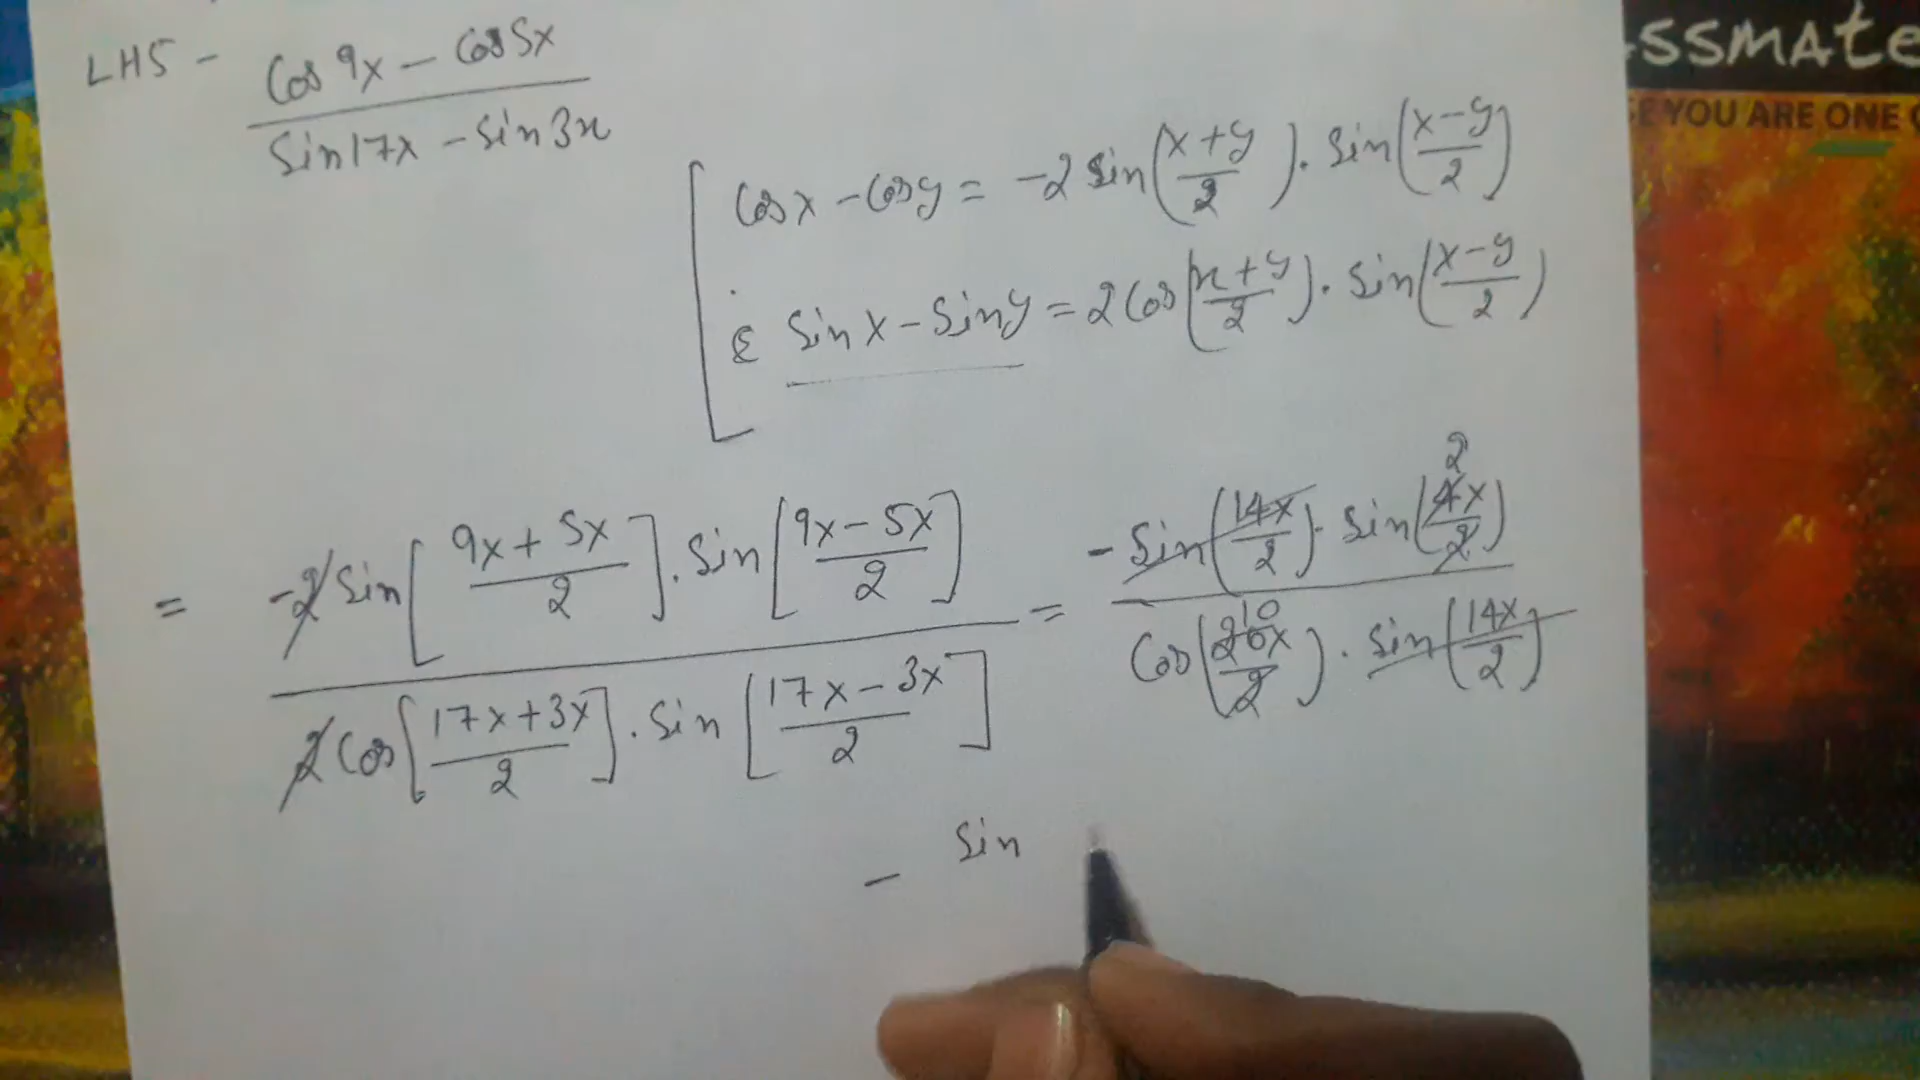 LHS - (Cos 9x - Cos 5x) / (Sin 17x - Sin 3x)
Cos x - Cos y = -2 Sin((x+y)/2) . Sin((x-y)/2)
& Sin x - Sin y = 2 Cos((x+y)/2) . Sin((x-y)/2)
= -2 Sin[(9x + 5x)/2] . Sin[(9x - 5x)/2] / 2 Cos[(17x + 3x)/2] . Sin[(17x - 3x)/2] = - Sin(14x/2) . Sin(4x/2) 2 / Cos(20x/2) 10 . Sin(14x/2)
- Sin
SSMATE
E YOU ARE ONE